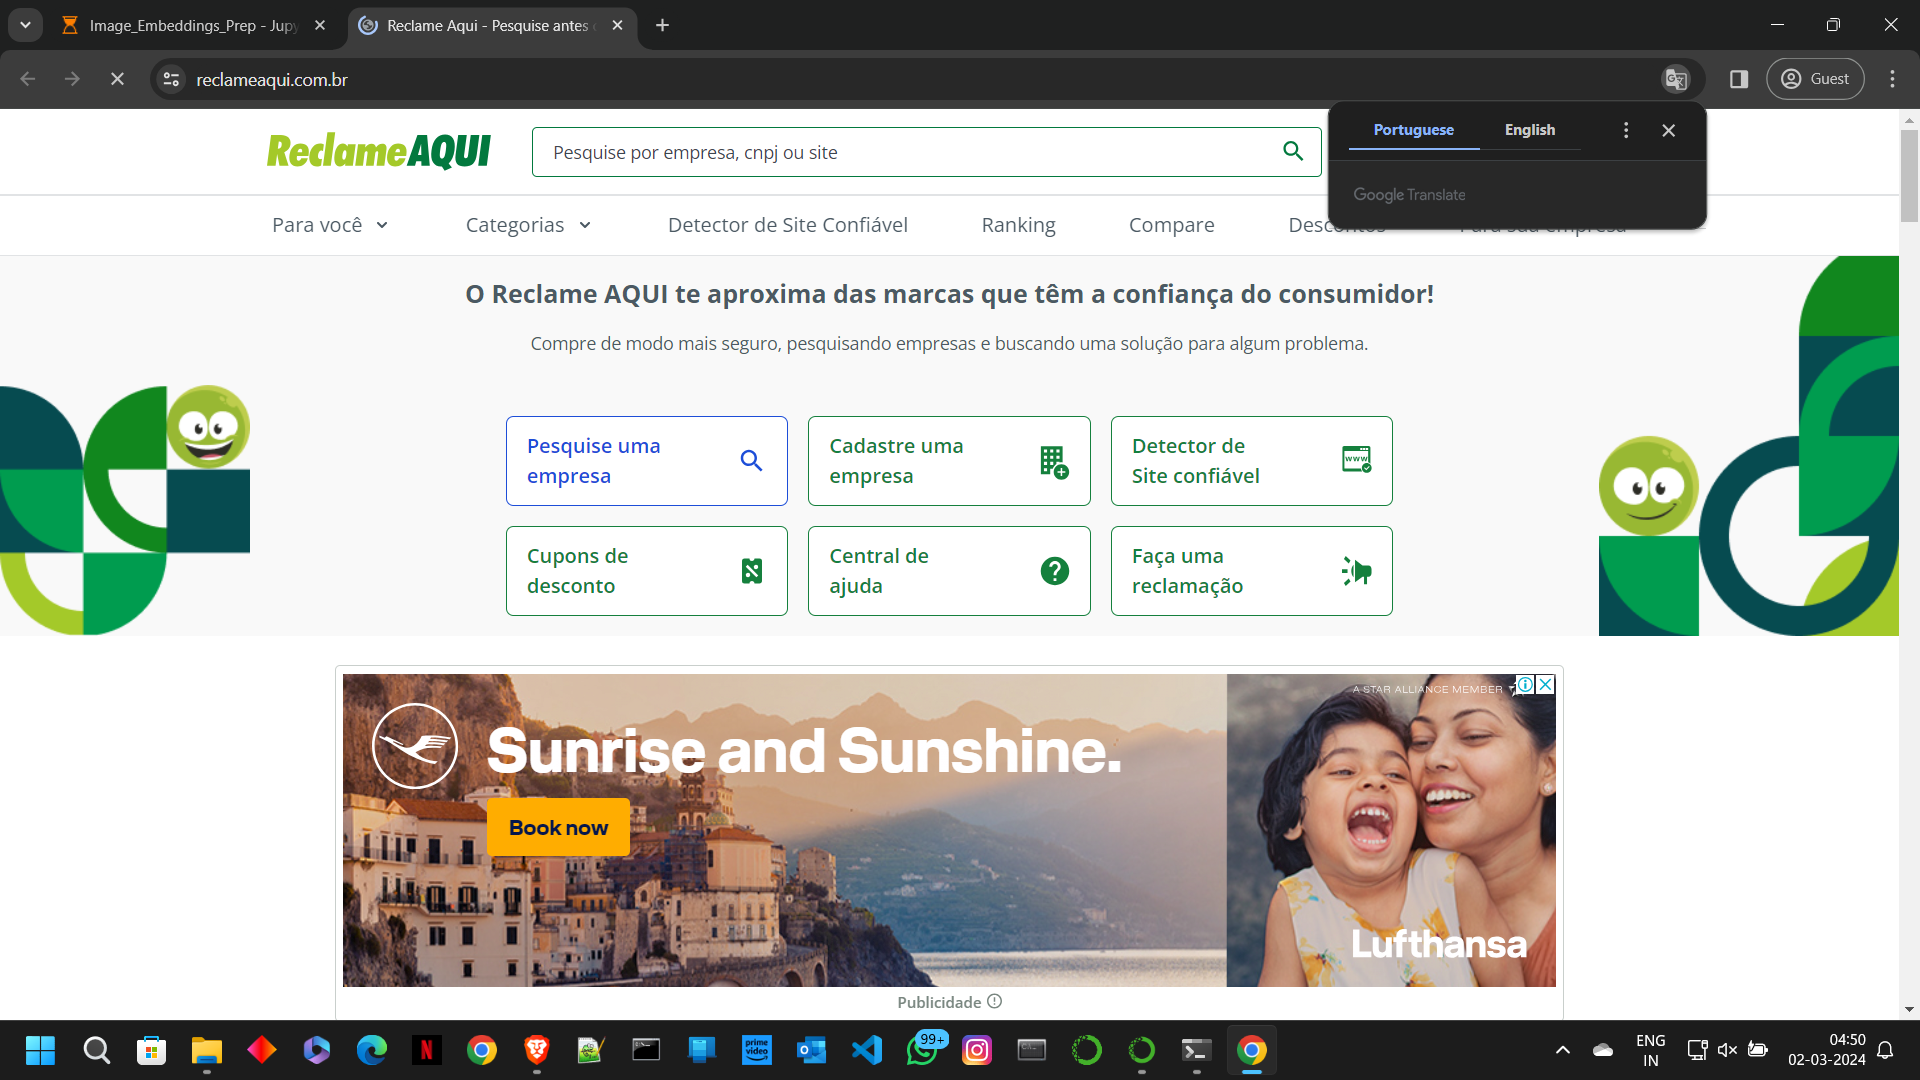 Image_Embeddings_Prep - Jupy
Reclame Aqui - Pesquise antes
reclameaqui.com.br
Guest
Portuguese
English
Google Translate
ReclameAQUI
Pesquise por empresa, cnpj ou site
Para você
Categorias
Detector de Site Confiável
Ranking
Compare
O Reclame AQUI te aproxima das marcas que têm a confiança do consumidor!
Compre de modo mais seguro, pesquisando empresas e buscando uma solução para algum problema.
Pesquise uma
empresa
Cadastre uma
empresa
Detector de
Site confiável
www
Cupons de
desconto
Central de
ajuda
Faça uma
reclamação
A STAR ALLIANCE MEMBER
Sunrise and Sunshine.
Book now
Lufthansa
Publicidade
prime
video
99+
ENG
IN
04:50
02-03-2024